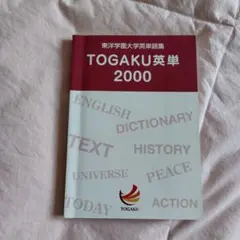 東洋学園大学英単語集
TOGAKU英単
2000
ENGLISH
DICTIONARY
TEXT
HISTORY
UNIVERSE
PEACE
ETHICS
TODAY
ACTION
TOGAKU